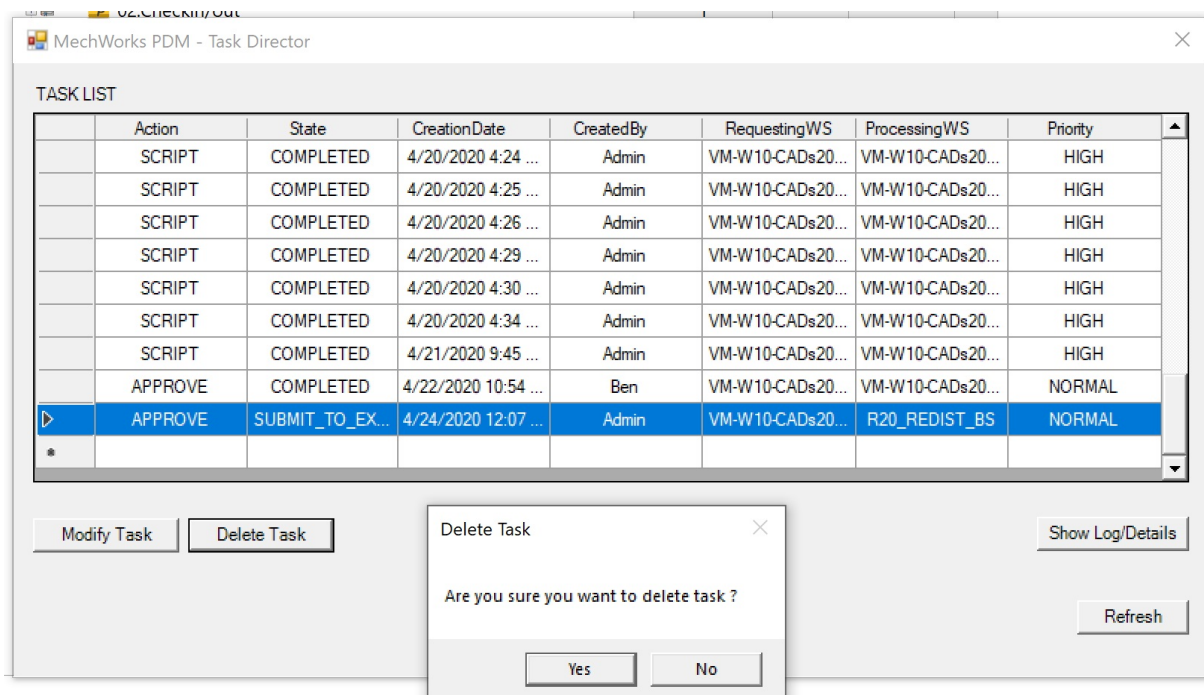 02.Checkin/out
MechWorks PDM - Task Director
TASK LIST
Action State CreationDate CreatedBy RequestingWS ProcessingWS Priority
SCRIPT COMPLETED 4/20/2020 4:24 ... Admin VM-W10-CADs20... VM-W10-CADs20... HIGH
SCRIPT COMPLETED 4/20/2020 4:25 ... Admin VM-W10-CADs20... VM-W10-CADs20... HIGH
SCRIPT COMPLETED 4/20/2020 4:26 ... Admin VM-W10-CADs20... VM-W10-CADs20... HIGH
SCRIPT COMPLETED 4/20/2020 4:29 ... Admin VM-W10-CADs20... VM-W10-CADs20... HIGH
SCRIPT COMPLETED 4/20/2020 4:30 ... Admin VM-W10-CADs20... VM-W10-CADs20... HIGH
SCRIPT COMPLETED 4/20/2020 4:34 ... Admin VM-W10-CADs20... VM-W10-CADs20... HIGH
SCRIPT COMPLETED 4/21/2020 9:45 ... Admin VM-W10-CADs20... VM-W10-CADs20... HIGH
APPROVE COMPLETED 4/22/2020 10:54 ... Ben VM-W10-CADs20... VM-W10-CADs20... NORMAL
APPROVE SUBMIT_TO_EX... 4/24/2020 12:07 ... Admin VM-W10-CADs20... R20_REDIST_BS NORMAL
Modify Task Delete Task Show Log/Details
Delete Task
Are you sure you want to delete task ?
Refresh
Yes No